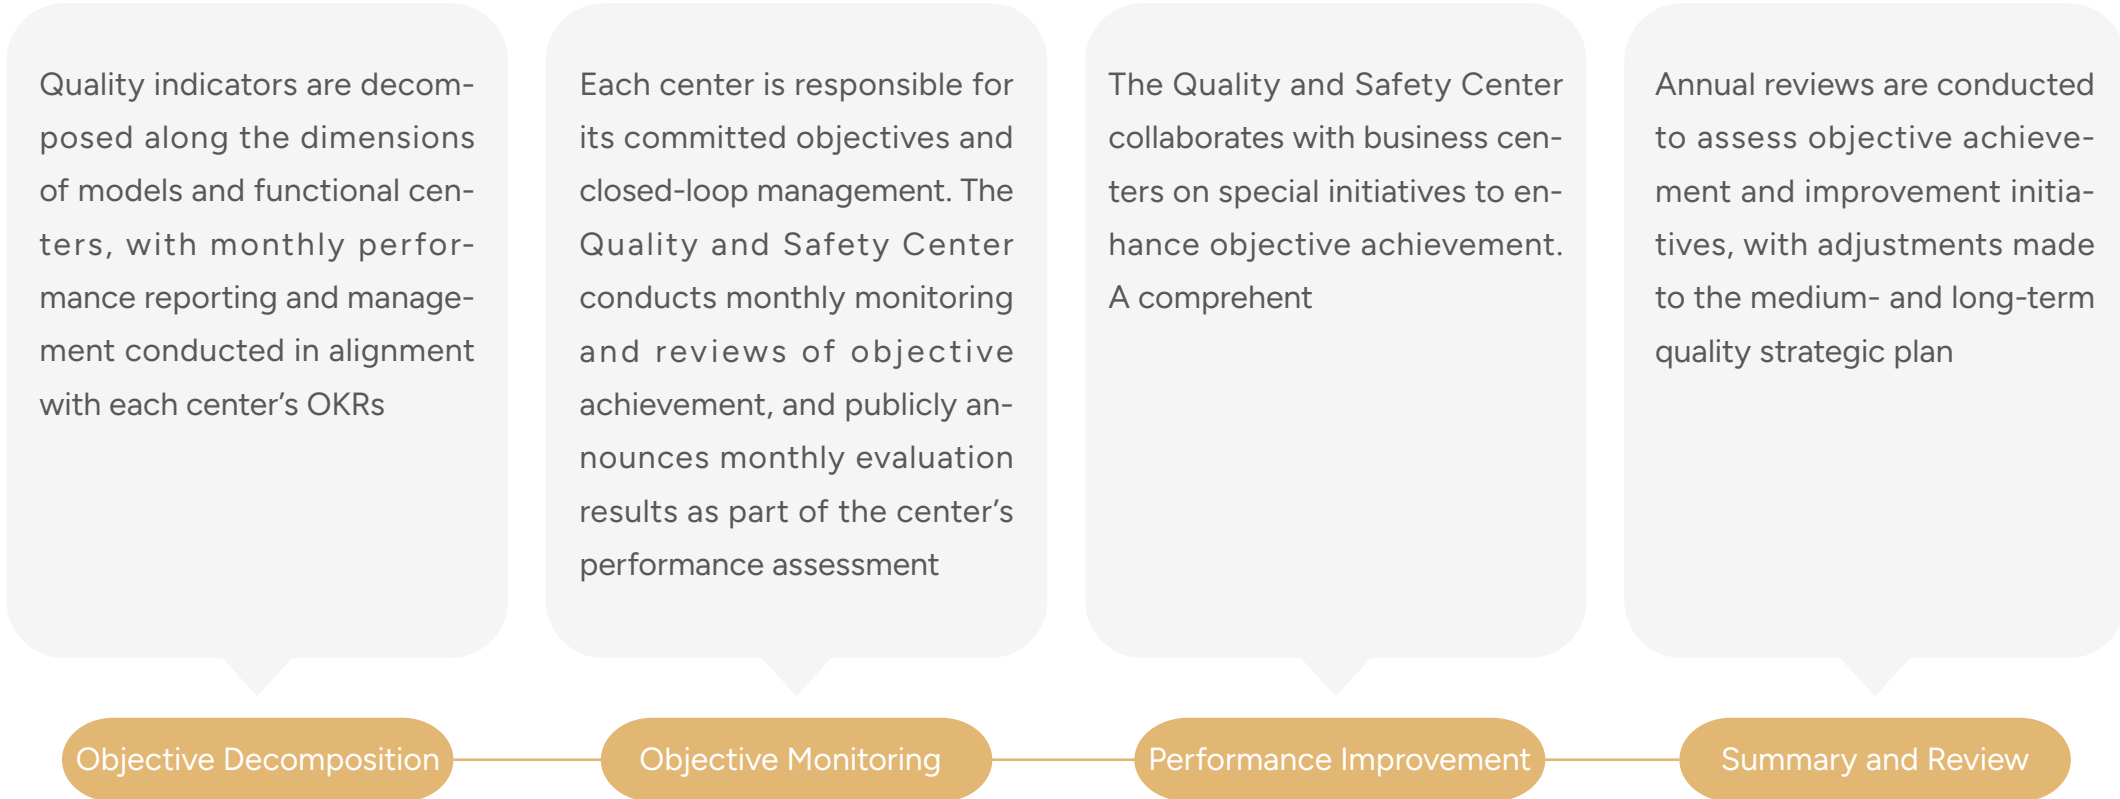 Quality indicators are decom-
posed along the dimensions
of models and functional cen-
ters, with monthly perfor-
mance reporting and manage-
ment conducted in alignment
with each center’s OKRs
Each center is responsible for
its committed objectives and
closed-loop management. The
Quality and Safety Center
conducts monthly monitoring
and reviews of objective
achievement, and publicly an-
nounces monthly evaluation
results as part of the center’s
performance assessment
The Quality and Safety Center
collaborates with business cen-
ters on special initiatives to en-
hance objective achievement.
A comprehent
Annual reviews are conducted
to assess objective achieve-
ment and improvement initia-
tives, with adjustments made
to the medium- and long-term
quality strategic plan
Objective Decomposition
Objective Monitoring
Performance Improvement
Summary and Review